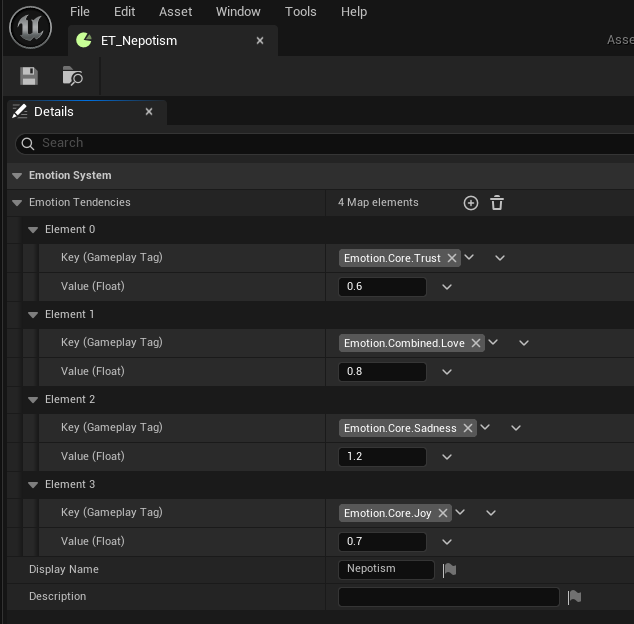 File Edit Asset Window Tools Help
ET_Nepotism
Asse
Details
Search
Emotion System
Emotion Tendencies 4 Map elements
Element 0
Key (Gameplay Tag) Emotion.Core.Trust
Value (Float) 0.6
Element 1
Key (Gameplay Tag) Emotion.Combined.Love
Value (Float) 0.8
Element 2
Key (Gameplay Tag) Emotion.Core.Sadness
Value (Float) 1.2
Element 3
Key (Gameplay Tag) Emotion.Core.Joy
Value (Float) 0.7
Display Name Nepotism
Description